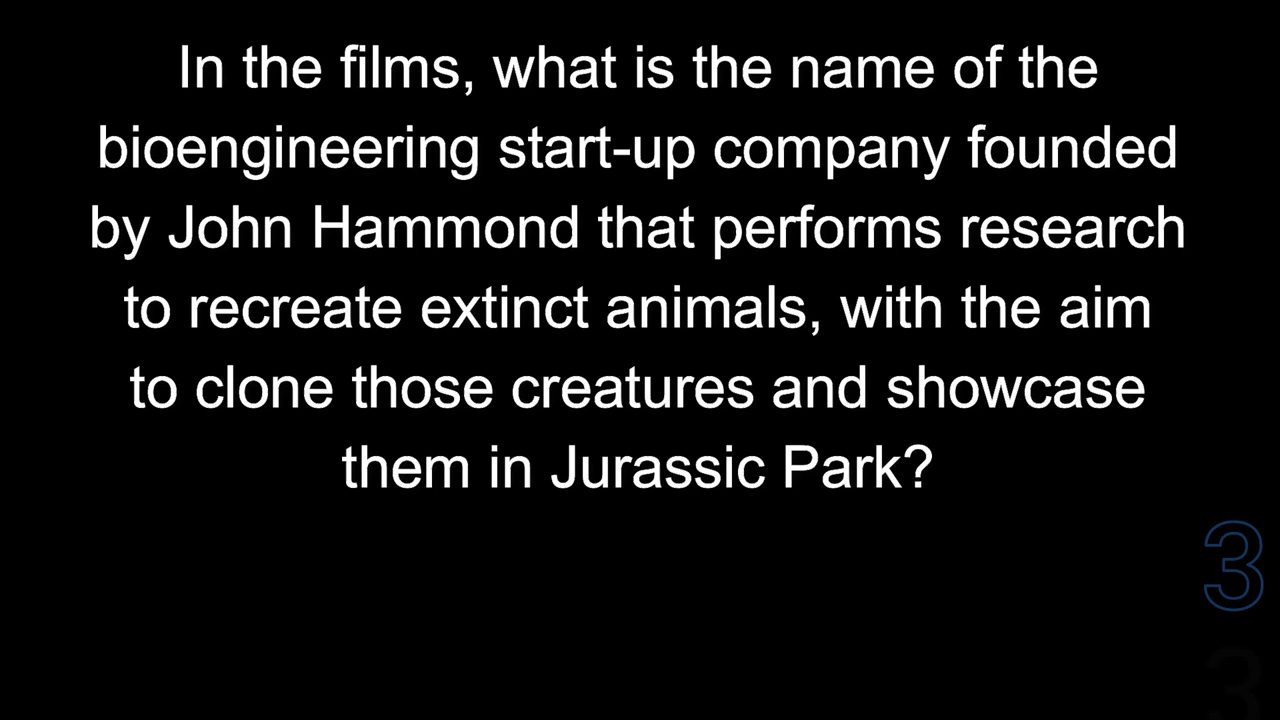 In the films, what is the name of the
bioengineering start-up company founded
by John Hammond that performs research
to recreate extinct animals, with the aim
to clone those creatures and showcase
them in Jurassic Park?
3
3